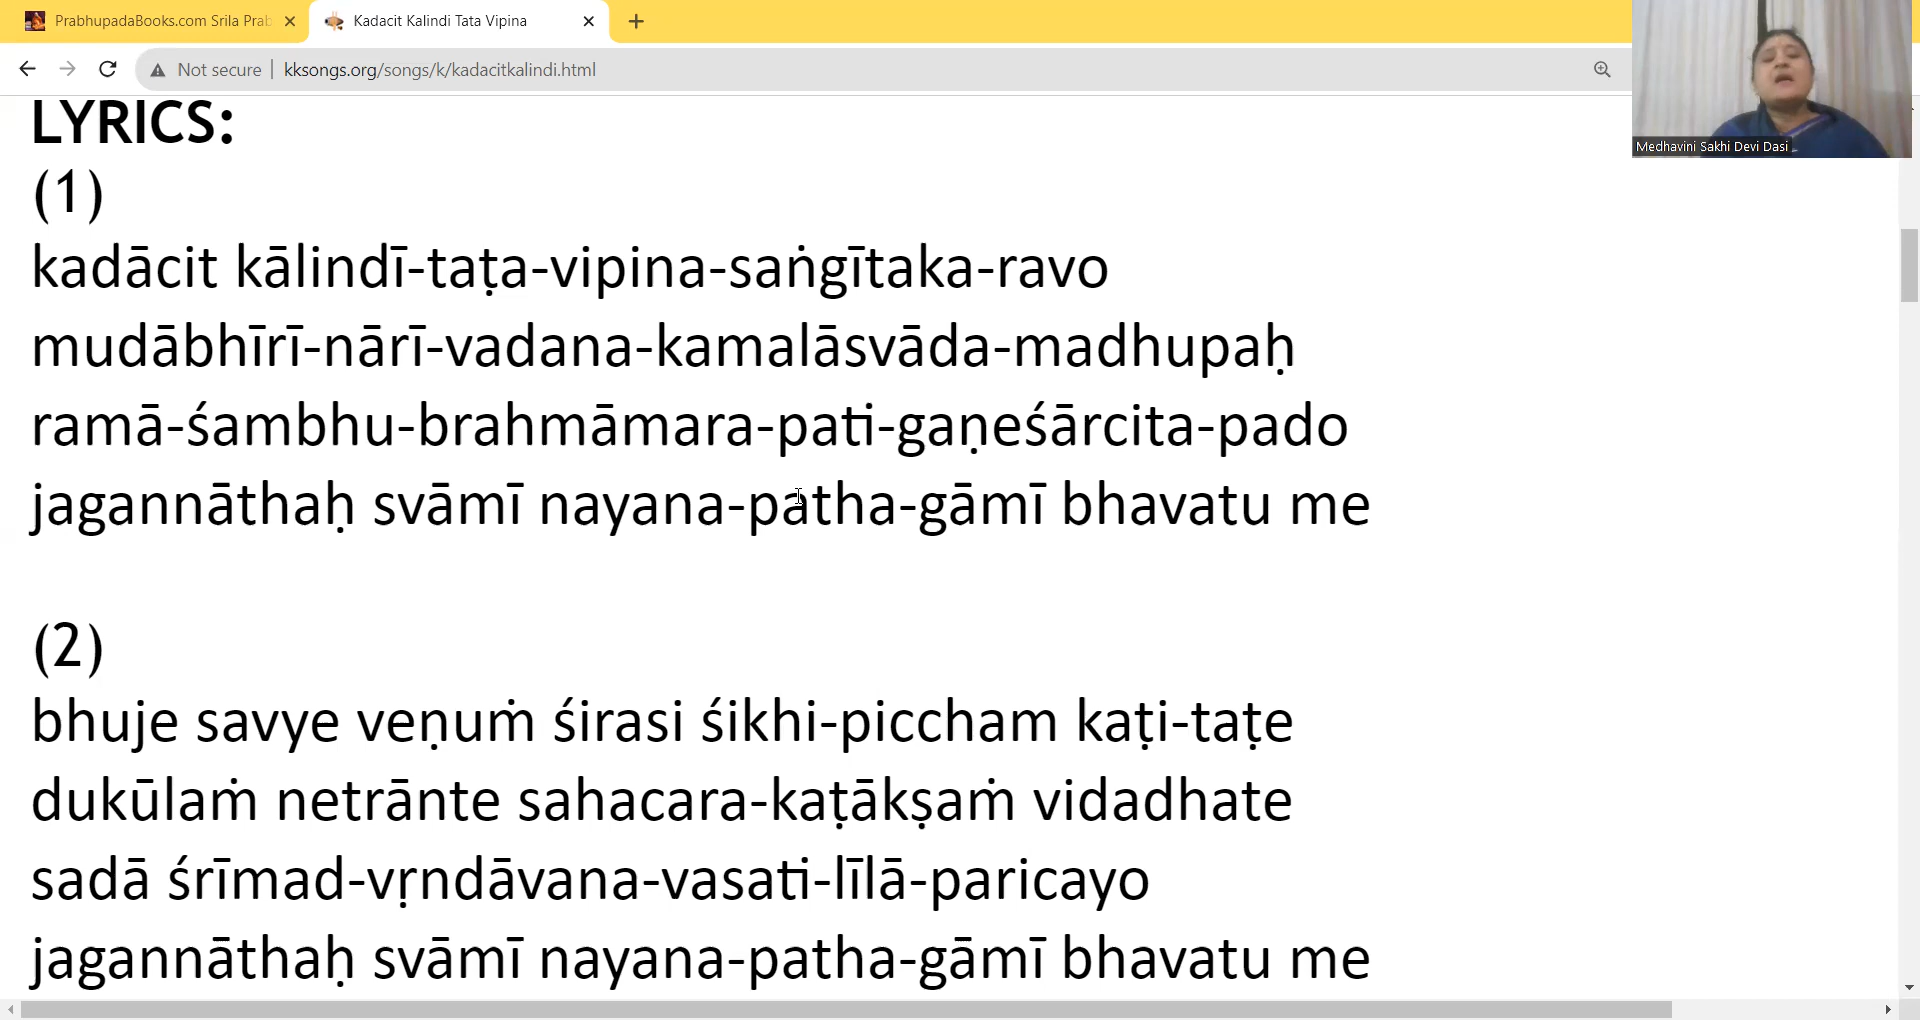 PrabhupadaBooks.com Srila Prab
Kadacit Kalindi Tata Vipina
Not secure
kksongs.org/songs/k/kadacitkalindi.html
Medhavini Sakhi Devi Dasi
LYRICS:
(1)
kadācit kālindī-taṭa-vipina-saṅgītaka-ravo
mudābhīrī-nārī-vadana-kamalāsvāda-madhupaḥ
ramā-śambhu-brahmāmara-pati-gaṇeśārcita-pado
jagannāthaḥ svāmī nayana-patha-gāmī bhavatu me
(2)
bhuje savye veṇuṁ śirasi śikhi-piccham kaṭi-taṭe
dukūlaṁ netrānte sahacara-kaṭākṣaṁ vidadhate
sadā śrīmad-vṛndāvana-vasati-līlā-paricayo
jagannāthaḥ svāmī nayana-patha-gāmī bhavatu me